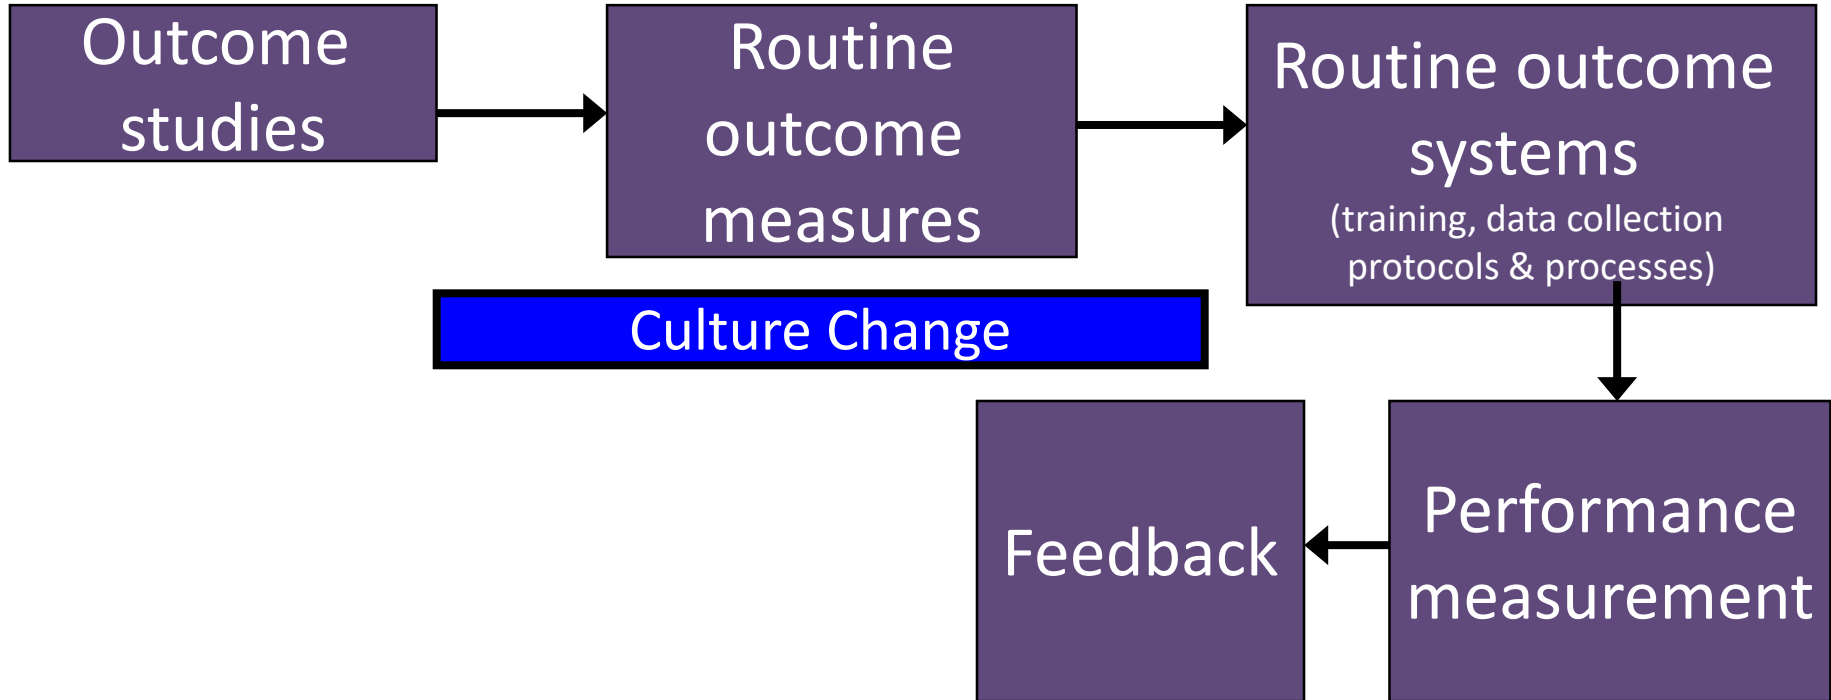 Outcome
studies
Routine
outcome
measures
Routine outcome
systems
(training, data collection
protocols & processes)
Culture Change
Feedback
Performance
measurement